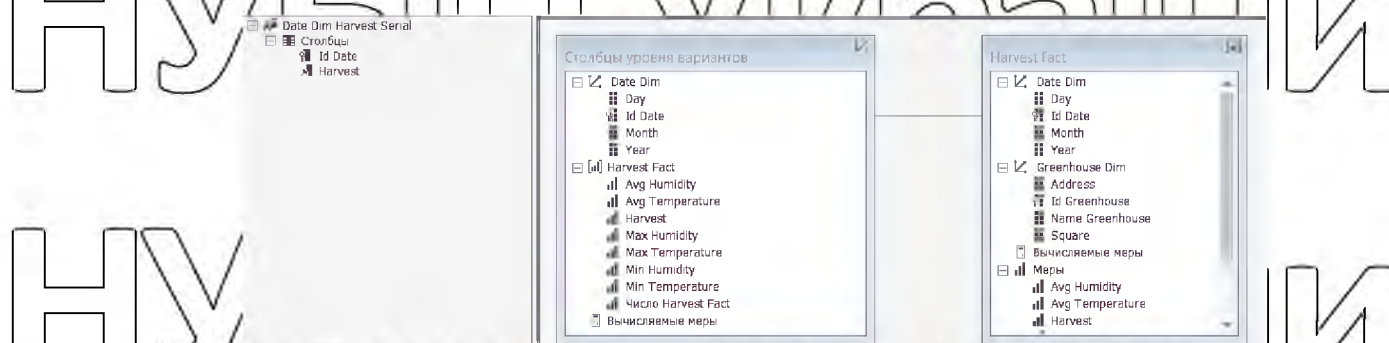 Date Dim Harvest Serial
Столбцы
Id Date
Harvest
Столбцы уровня вариантов
Date Dim
Day
Id Date
Month
Year
Harvest Fact
Avg Humidity
Avg Temperature
Harvest
Max Humidity
Max Temperature
Min Humidity
Min Temperature
Число Harvest Fact
Вычисляемые меры
Harvest Fact
Date Dim
Day
Id Date
Month
Year
Greenhouse Dim
Address
Id Greenhouse
Name Greenhouse
Square
Вычисляемые меры
Меры
Avg Humidity
Avg Temperature
Harvest